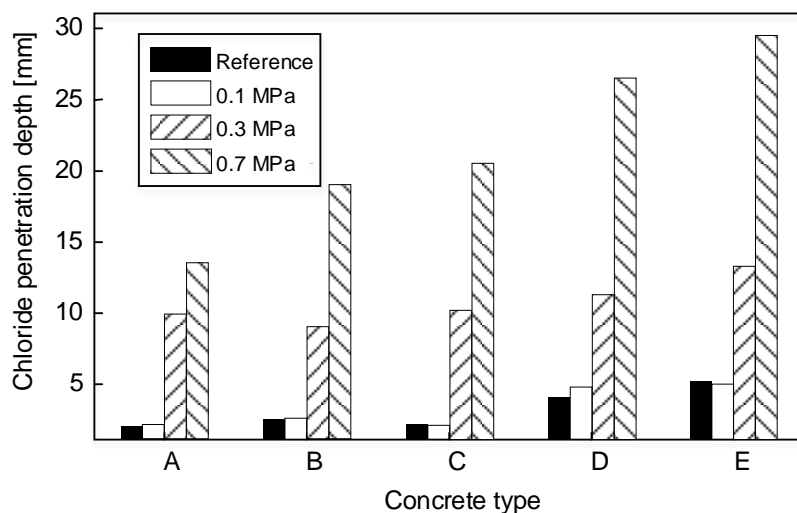 30
25
20
15
10
5
Chloride penetration depth [mm]
Reference
0.1 MPa
0.3 MPa
0.7 MPa
A B C D E
Concrete type